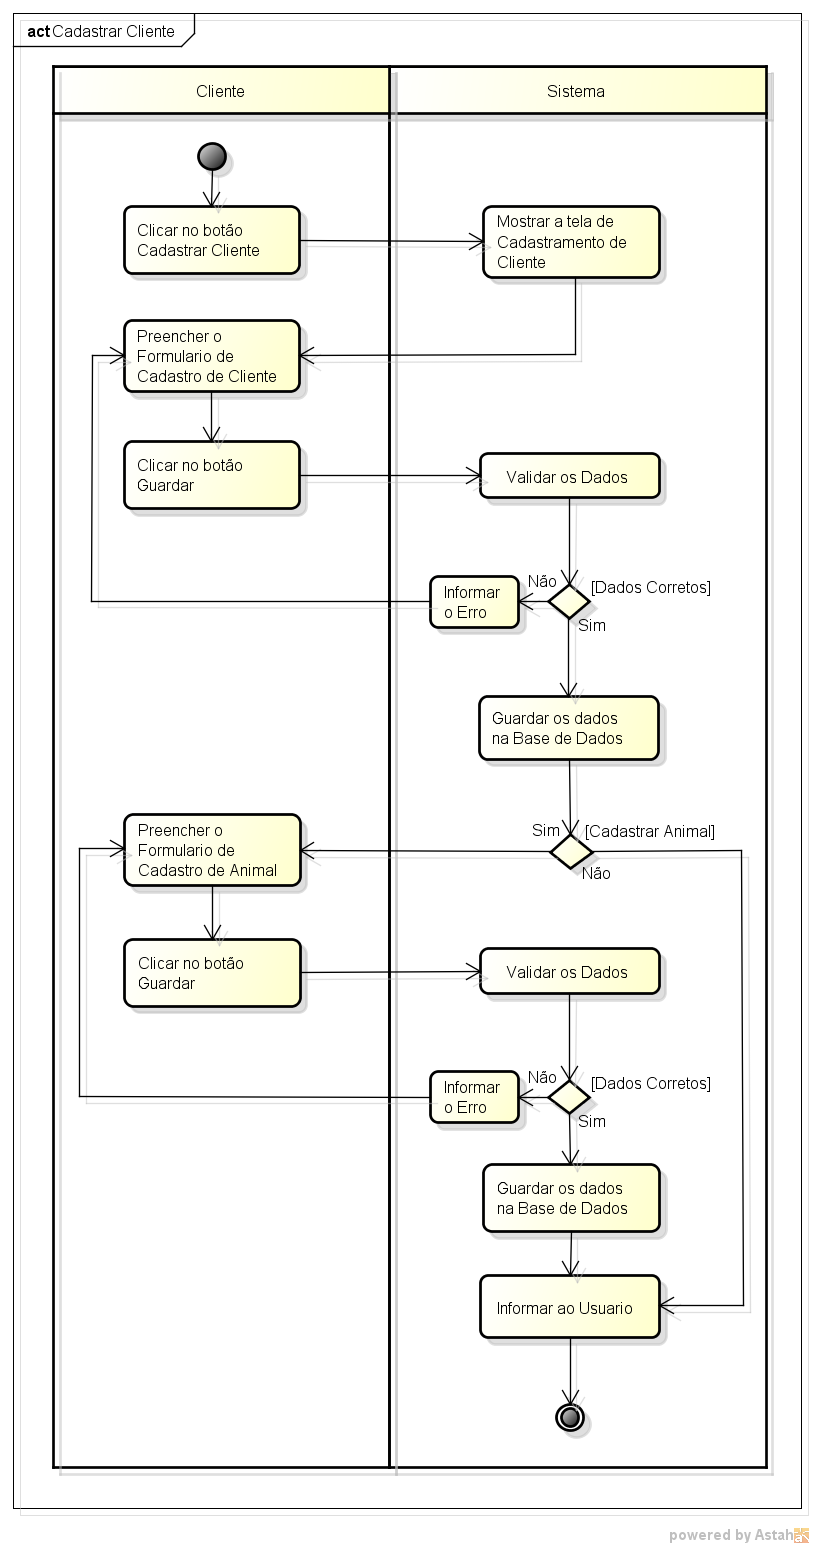 act Cadastrar Cliente
Cliente
Sistema
Clicar no botão
Cadastrar Cliente
Mostrar a tela de
Cadastramento de
Cliente
Preencher o
Formulario de
Cadastro de Cliente
Clicar no botão
Guardar
Validar os Dados
Não
[Dados Corretos]
Informar
o Erro
Sim
Guardar os dados
na Base de Dados
Sim
[Cadastrar Animal]
Não
Preencher o
Formulario de
Cadastro de Animal
Clicar no botão
Guardar
Validar os Dados
Não
[Dados Corretos]
Informar
o Erro
Sim
Guardar os dados
na Base de Dados
Informar ao Usuario
powered by Astah